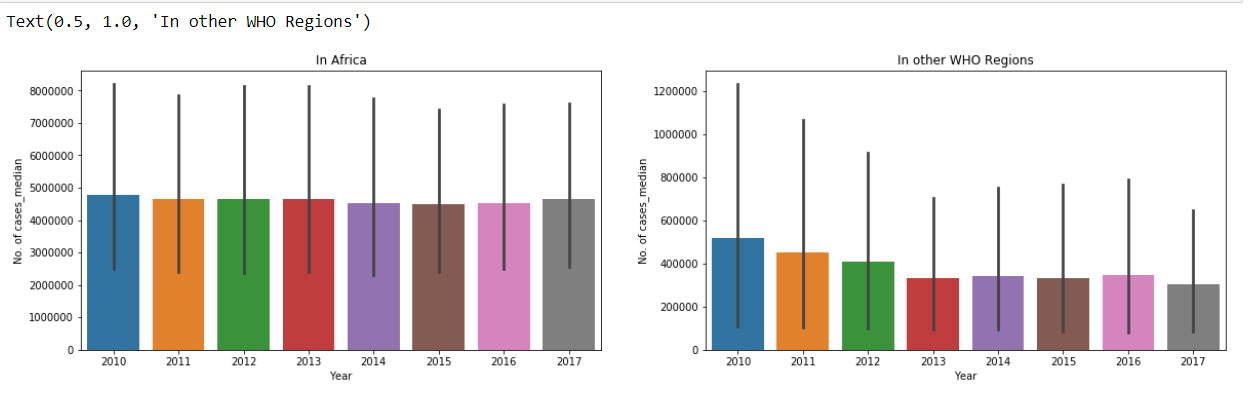 Text(0.5, 1.0, 'In other WHO Regions')
In Africa
No. of cases_median
8000000
7000000
6000000
5000000
4000000
3000000
2000000
1000000
0
2010 2011 2012 2013 2014 2015 2016 2017
Year
In other WHO Regions
No. of cases_median
1200000
1000000
800000
600000
400000
200000
0
2010 2011 2012 2013 2014 2015 2016 2017
Year